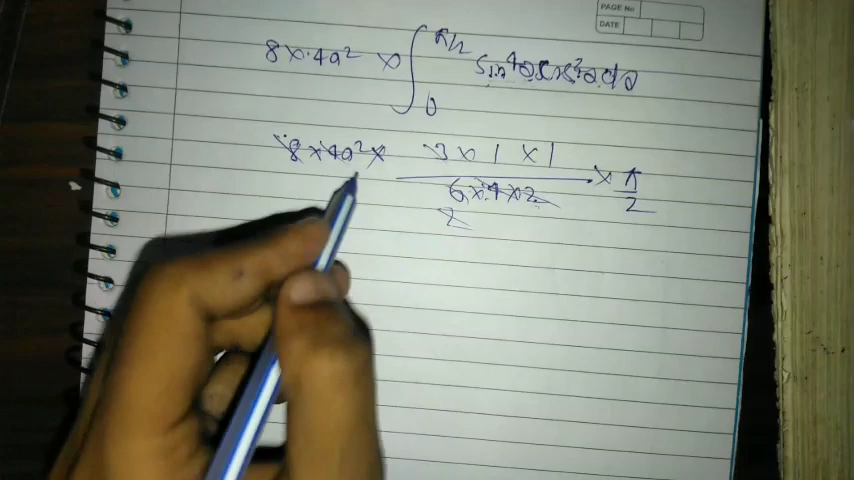 PAGE No
DATE
8 × 4a² × ∫₀^π/2 sin⁴θ cos²θ dθ
8 × 4a² × 3 × 1 × 1 / 6 × 4 × 2 × π/2
2